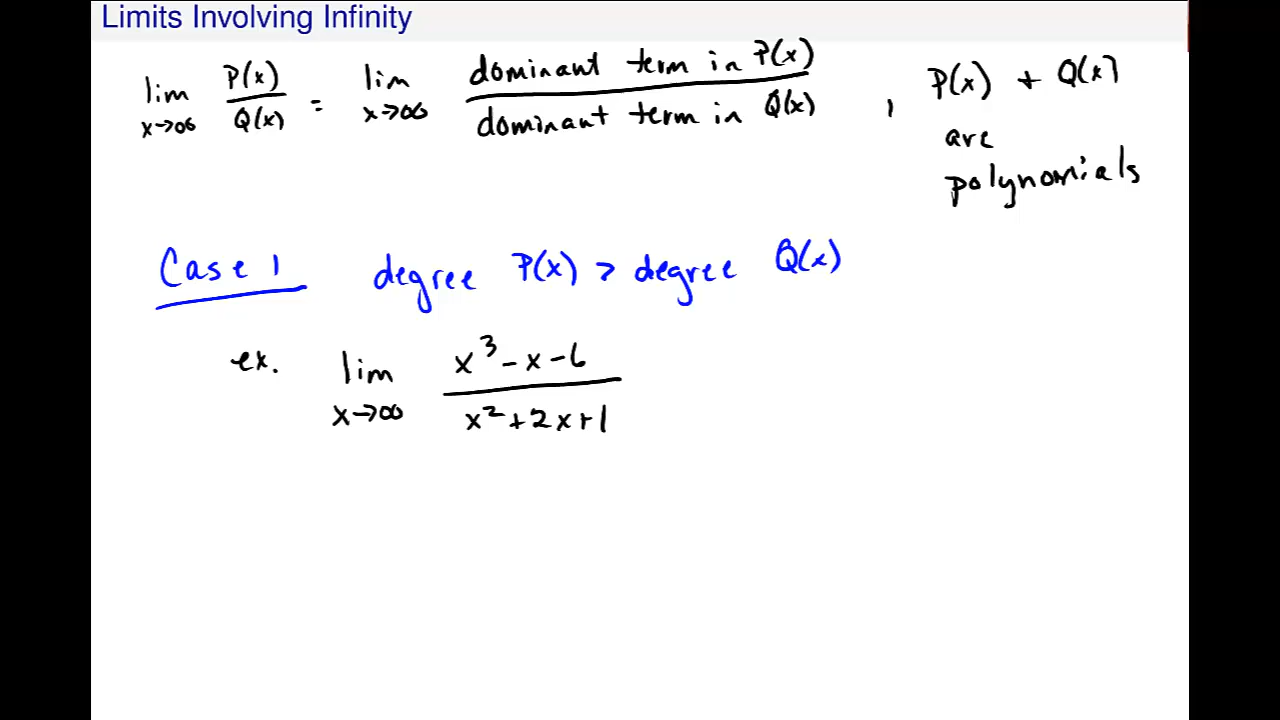 Limits Involving Infinity
lim x→∞ P(x)/Q(x) = lim x→∞ dominant term in P(x)/dominant term in Q(x) , P(x) + Q(x)
are
polynomials
Case 1 degree P(x) > degree Q(x)
ex. lim x→∞ x³-x-6/x²+2x+1